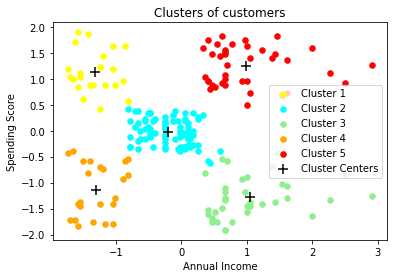 Clusters of customers
2.0
1.5
1.0
0.5
0.0
−0.5
−1.0
−1.5
−2.0
Spending Score
Cluster 1
Cluster 2
Cluster 3
Cluster 4
Cluster 5
Cluster Centers
−1 0 1 2 3
Annual Income